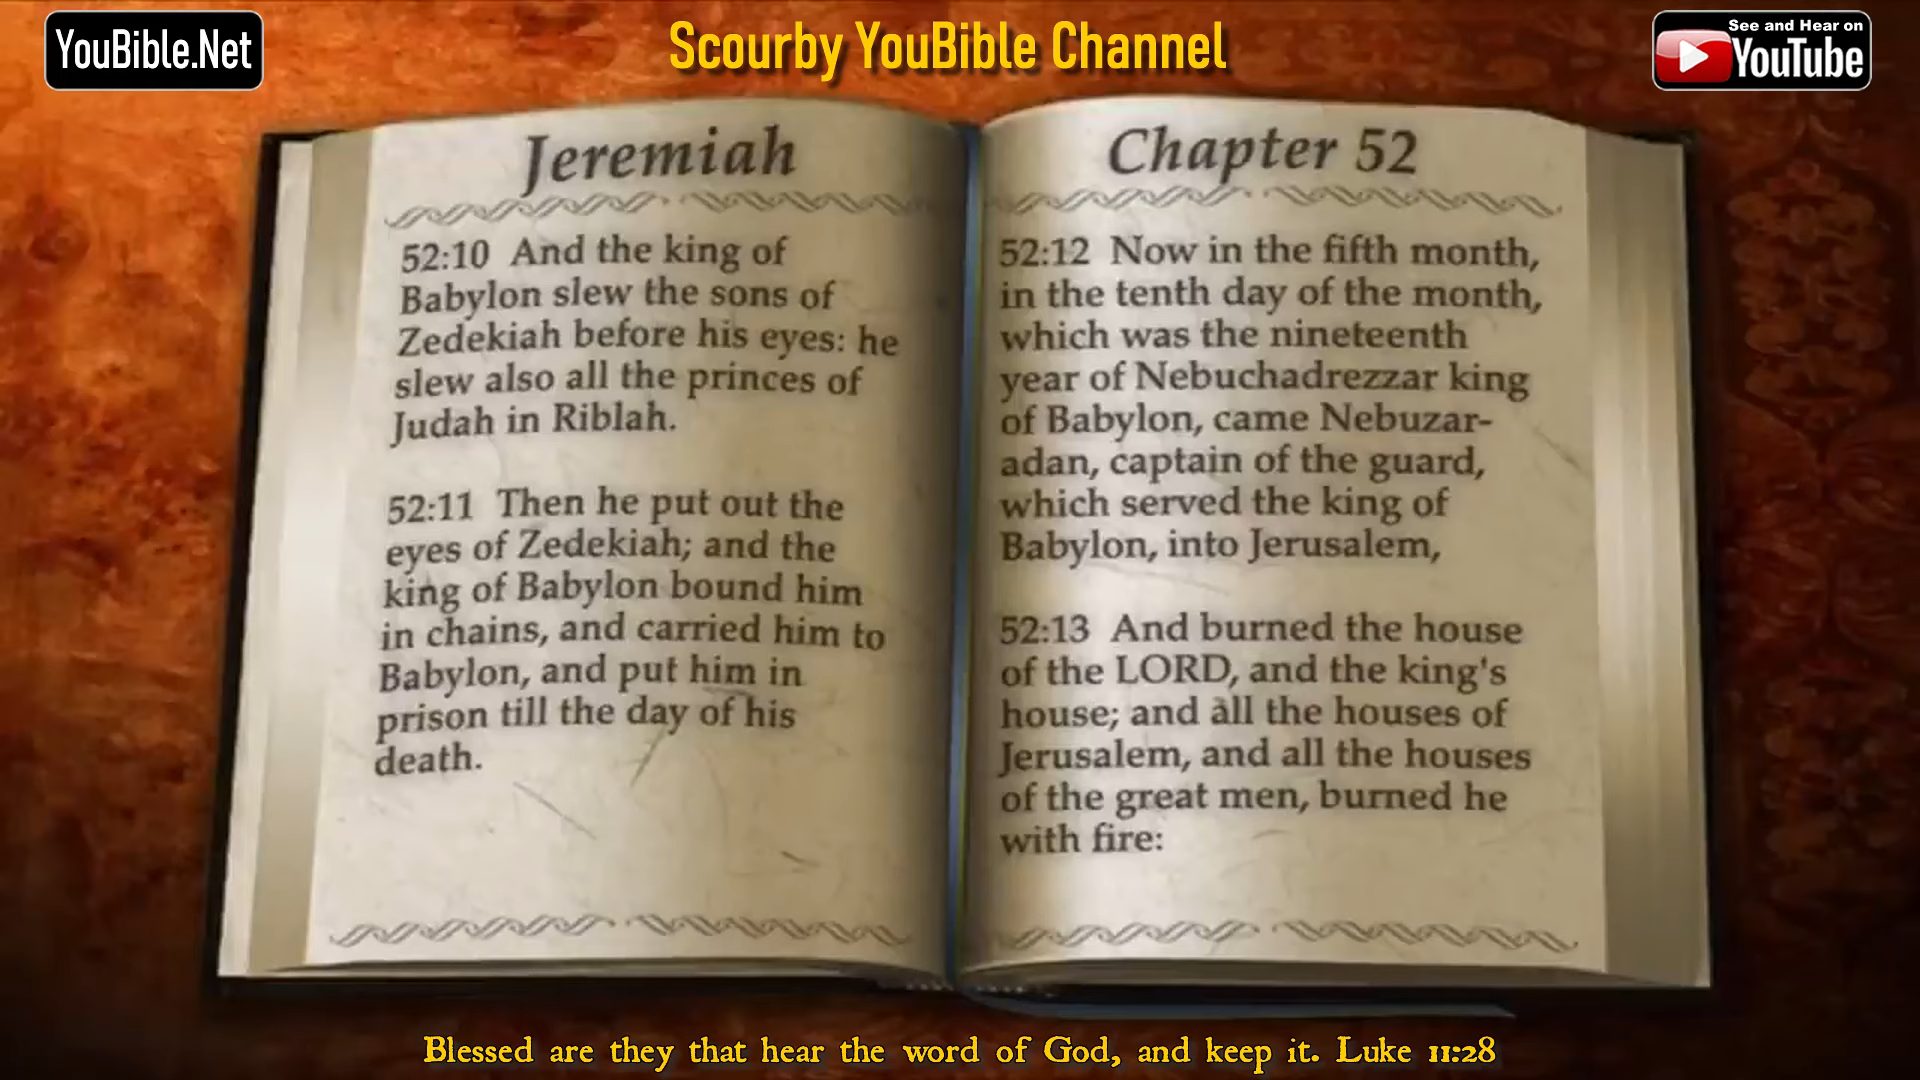 YouBible.Net
Scourby YouBible Channel
See and Hear on
YouTube
Jeremiah
52:10 And the king of
Babylon slew the sons of
Zedekiah before his eyes: he
slew also all the princes of
Judah in Riblah.
52:11 Then he put out the
eyes of Zedekiah; and the
king of Babylon bound him
in chains, and carried him to
Babylon, and put him in
prison till the day of his
death.
Chapter 52
52:12 Now in the fifth month,
in the tenth day of the month,
which was the nineteenth
year of Nebuchadrezzar king
of Babylon, came Nebuzar-
adan, captain of the guard,
which served the king of
Babylon, into Jerusalem,
52:13 And burned the house
of the LORD, and the king's
house; and all the houses of
Jerusalem, and all the houses
of the great men, burned he
with fire:
Blessed are they that hear the word of God, and keep it. Luke 11:28